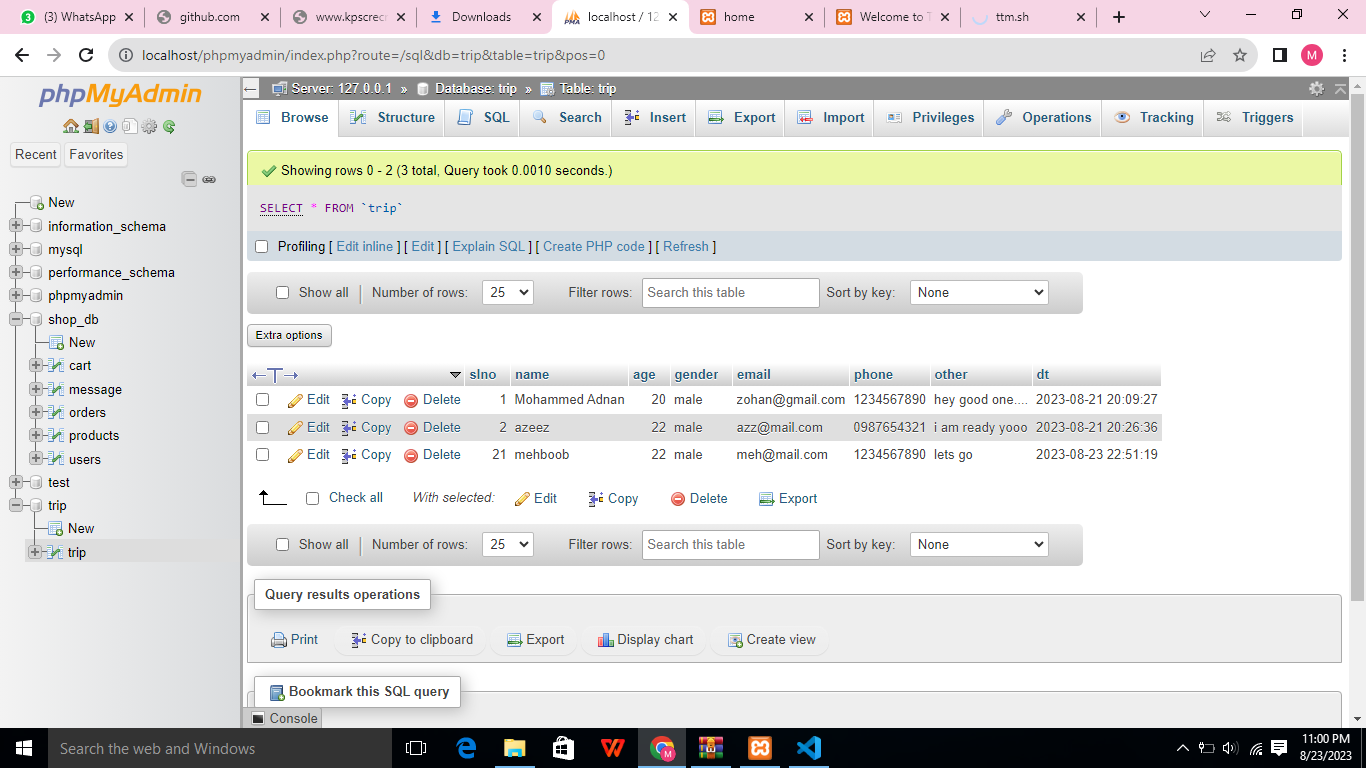 (3) WhatsApp
github.com
www.kpscrec
Downloads
localhost / 12
home
Welcome to T
ttm.sh
localhost/phpmyadmin/index.php?route=/sql&db=trip&table=trip&pos=0
M
phpMyAdmin
Recent
Favorites
New
information_schema
mysql
performance_schema
phpmyadmin
shop_db
New
cart
message
orders
products
users
test
trip
New
trip
Server: 127.0.0.1 » Database: trip » Table: trip
Browse Structure SQL Search Insert Export Import Privileges Operations Tracking Triggers
Showing rows 0 - 2 (3 total, Query took 0.0010 seconds.)
SELECT * FROM `trip`
Profiling [ Edit inline ] [ Edit ] [ Explain SQL ] [ Create PHP code ] [ Refresh ]
Show all Number of rows: 25 Filter rows: Search this table Sort by key: None
Extra options
slno name age gender email phone other dt
Edit Copy Delete 1 Mohammed Adnan 20 male zohan@gmail.com 1234567890 hey good one.... 2023-08-21 20:09:27
Edit Copy Delete 2 azeez 22 male azz@mail.com 0987654321 i am ready yooo 2023-08-21 20:26:36
Edit Copy Delete 21 mehboob 22 male meh@mail.com 1234567890 lets go 2023-08-23 22:51:19
Check all With selected: Edit Copy Delete Export
Show all Number of rows: 25 Filter rows: Search this table Sort by key: None
Query results operations
Print Copy to clipboard Export Display chart Create view
Bookmark this SQL query
Console
Search the web and Windows
11:00 PM
8/23/2023